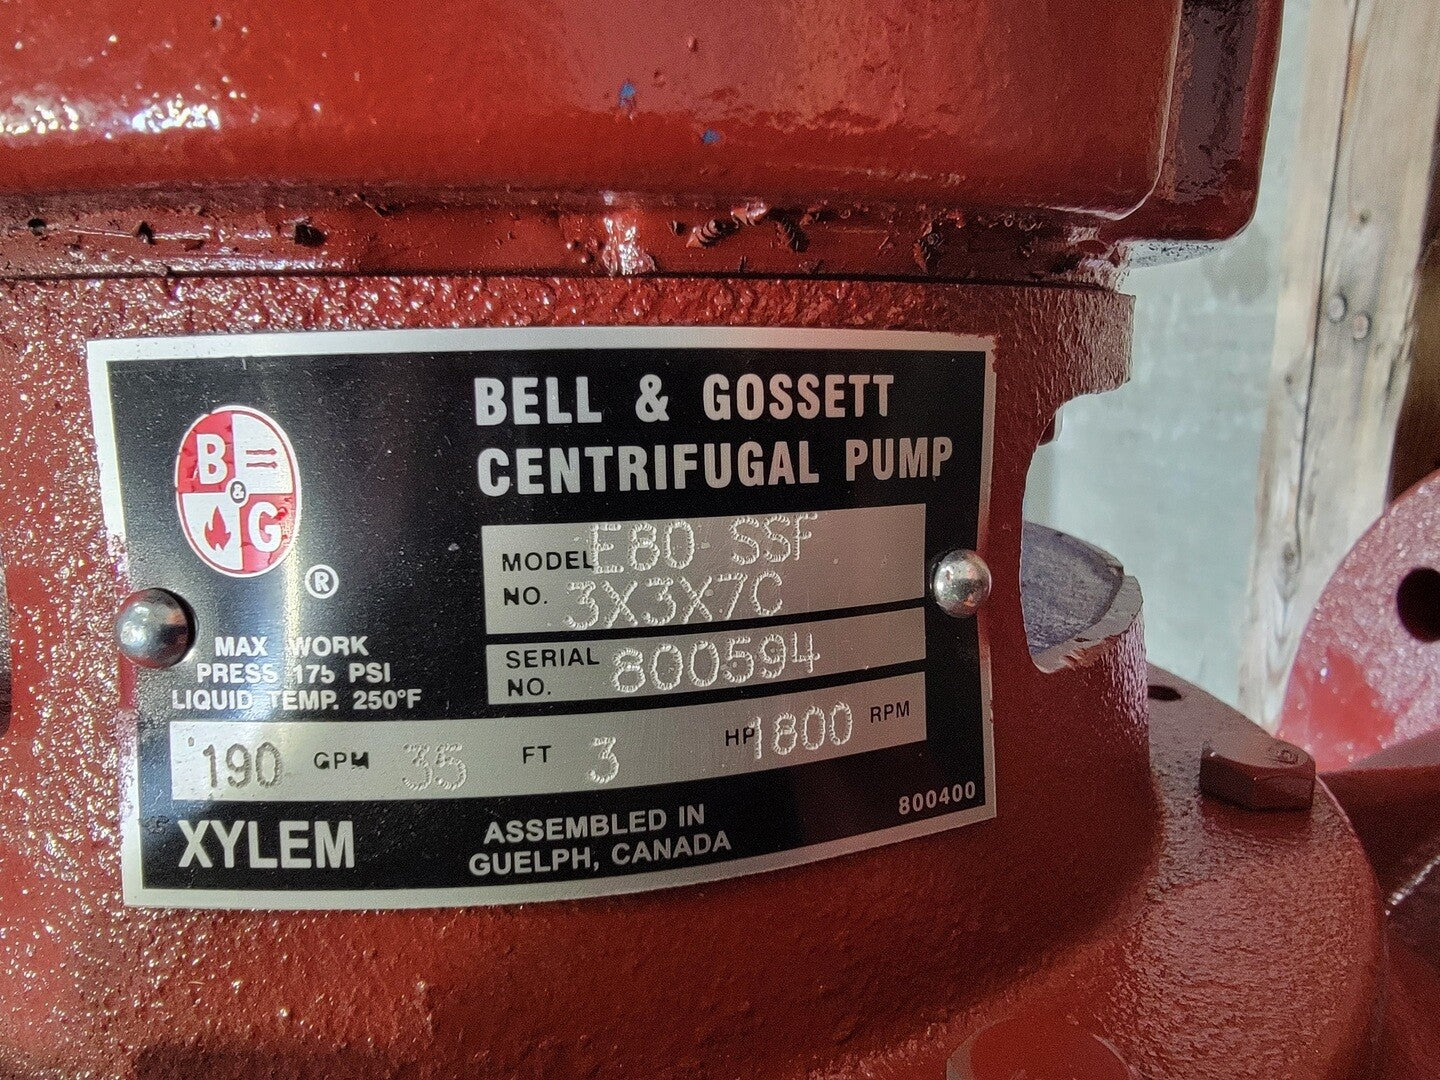 BELL & GOSSETT
CENTRIFUGAL PUMP
B
&
G
®
MODEL E80 SSF
NO. 3X3X7C
SERIAL
NO. 800594
MAX WORK
PRESS 175 PSI
LIQUID TEMP. 250°F
190 GPM 35 FT 3 HP 1800 RPM
800400
XYLEM
ASSEMBLED IN
GUELPH, CANADA